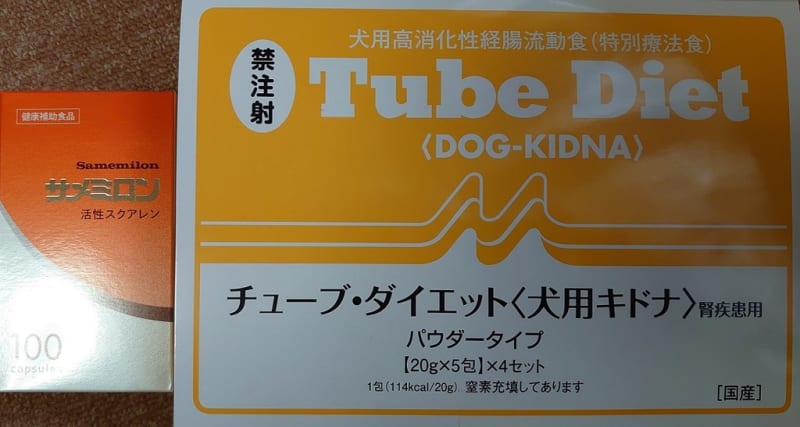 健康補助食品
Samemilon
サメミロン
活性スクアレン
100
capsules
禁注射
犬用高消化性経腸流動食(特別療法食)
Tube Diet
〈DOG-KIDNA〉
チューブ・ダイエット〈犬用キドナ〉腎疾患用
パウダータイプ
【20g×5包】×4セット
1包(114kcal/20g) 窒素充填してあります
[国産]